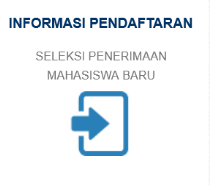 INFORMASI PENDAFTARAN
SELEKSI PENERIMAAN
MAHASISWA BARU